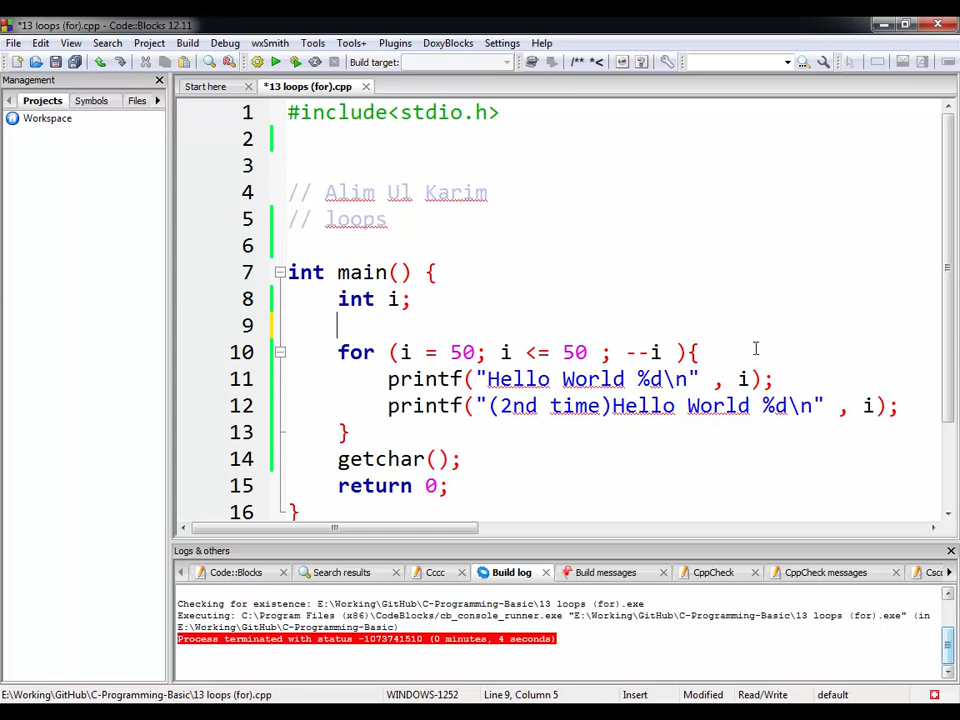 *13 loops (for).cpp - Code::Blocks 12.11
File Edit View Search Project Build Debug wxSmith Tools Tools+ Plugins DoxyBlocks Settings Help
Build target:
/** *<
Management
Projects Symbols Files
Workspace
Start here *13 loops (for).cpp
1 #include<stdio.h>
2
3
4 // Alim Ul Karim
5 // loops
6
7 int main() {
8 int i;
9
10 for (i = 50; i <= 50 ; --i ){
11 printf("Hello World %d\n" , i);
12 printf("(2nd time)Hello World %d\n" , i);
13 }
14 getchar();
15 return 0;
16 }
Logs & others
Code::Blocks Search results Cccc Build log Build messages CppCheck CppCheck messages Cscc
Checking for existence: E:\Working\GitHub\C-Programming-Basic\13 loops (for).exe
Executing: C:\Program Files (x86)\CodeBlocks/cb_console_runner.exe "E:\Working\GitHub\C-Programming-Basic\13 loops (for).exe" (in
E:\Working\GitHub\C-Programming-Basic)
Process terminated with status -1073741510 (0 minutes, 4 seconds)
E:\Working\GitHub\C-Programming-Basic\13 loops (for).cpp WINDOWS-1252 Line 9, Column 5 Insert Modified Read/Write default